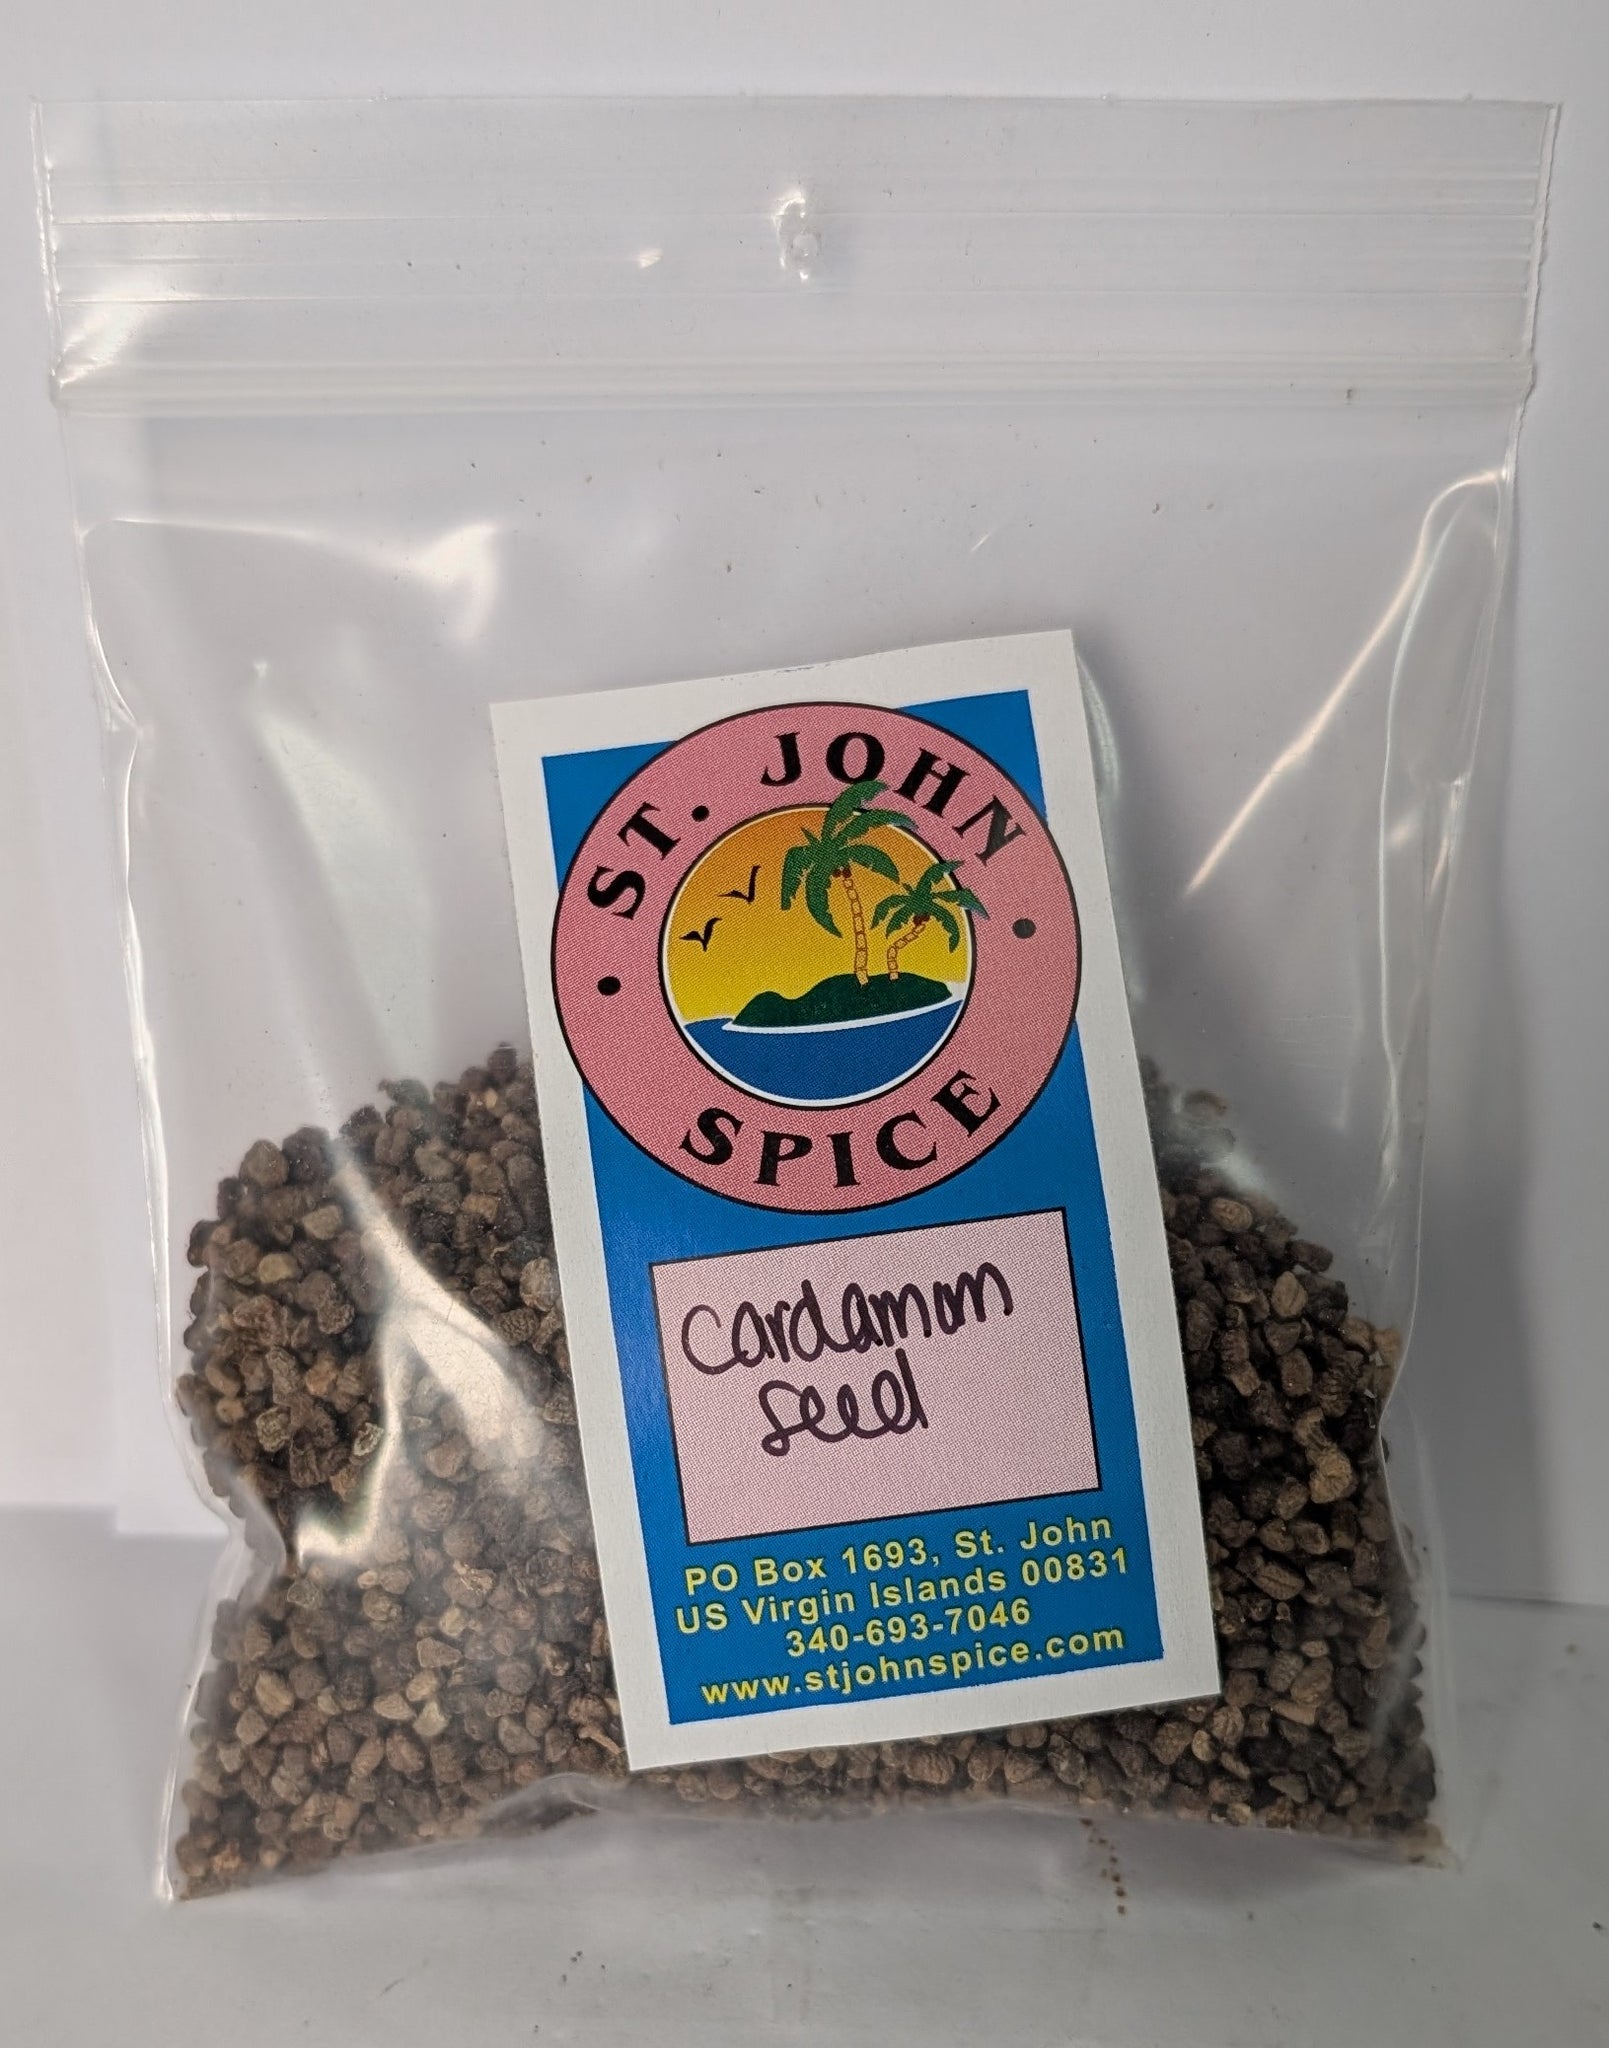 ST. JOHN
SPICE
Cardamom
seed
PO Box 1693, St. John
US Virgin Islands 00831
340-693-7046
www.stjohnspice.com